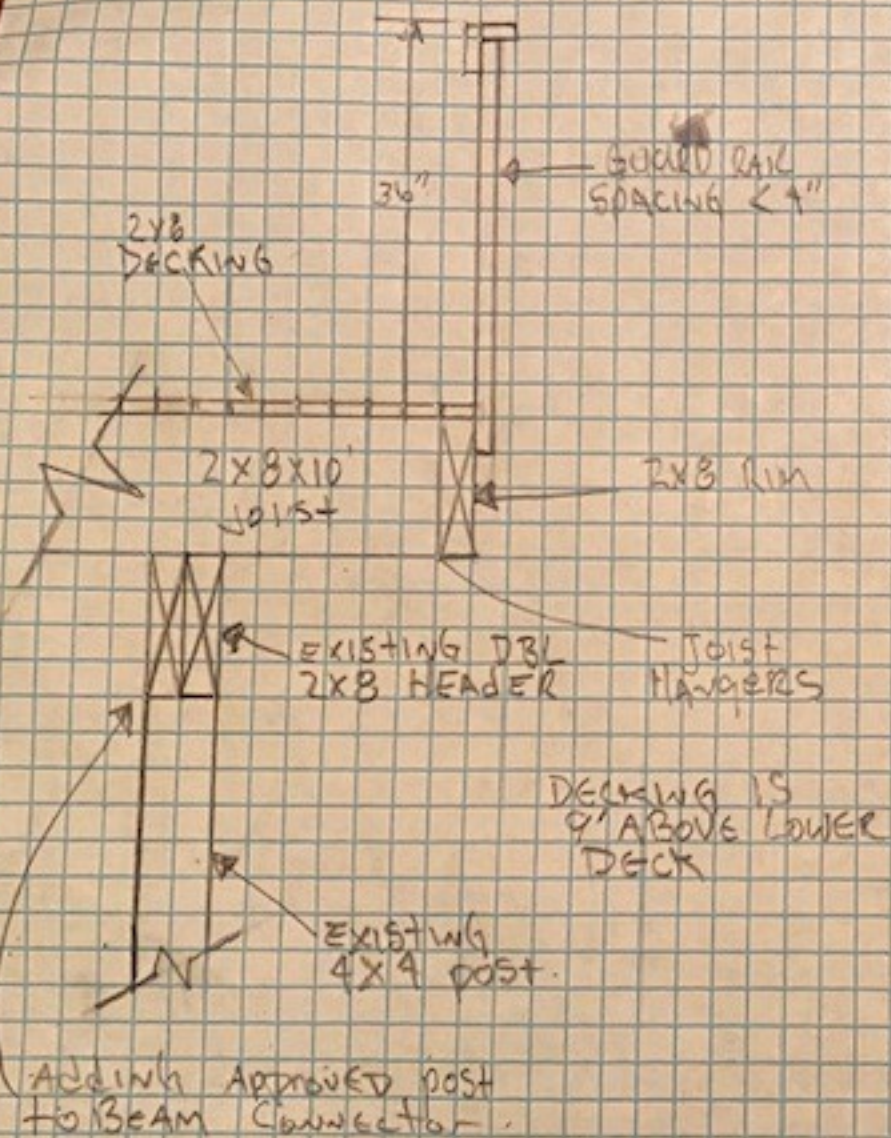 GUARD RAIL
SPACING < 4"
36"
2X8
DECKING
2X8X10'
JOIST
2X8 RIM
EXISTING DBL
2X8 HEADER
JOIST
HANGERS
DECKING IS
9' ABOVE LOWER
DECK
EXISTING
4X4 POST.
ADDING APPROVED POST
TO BEAM CONNECTOR.